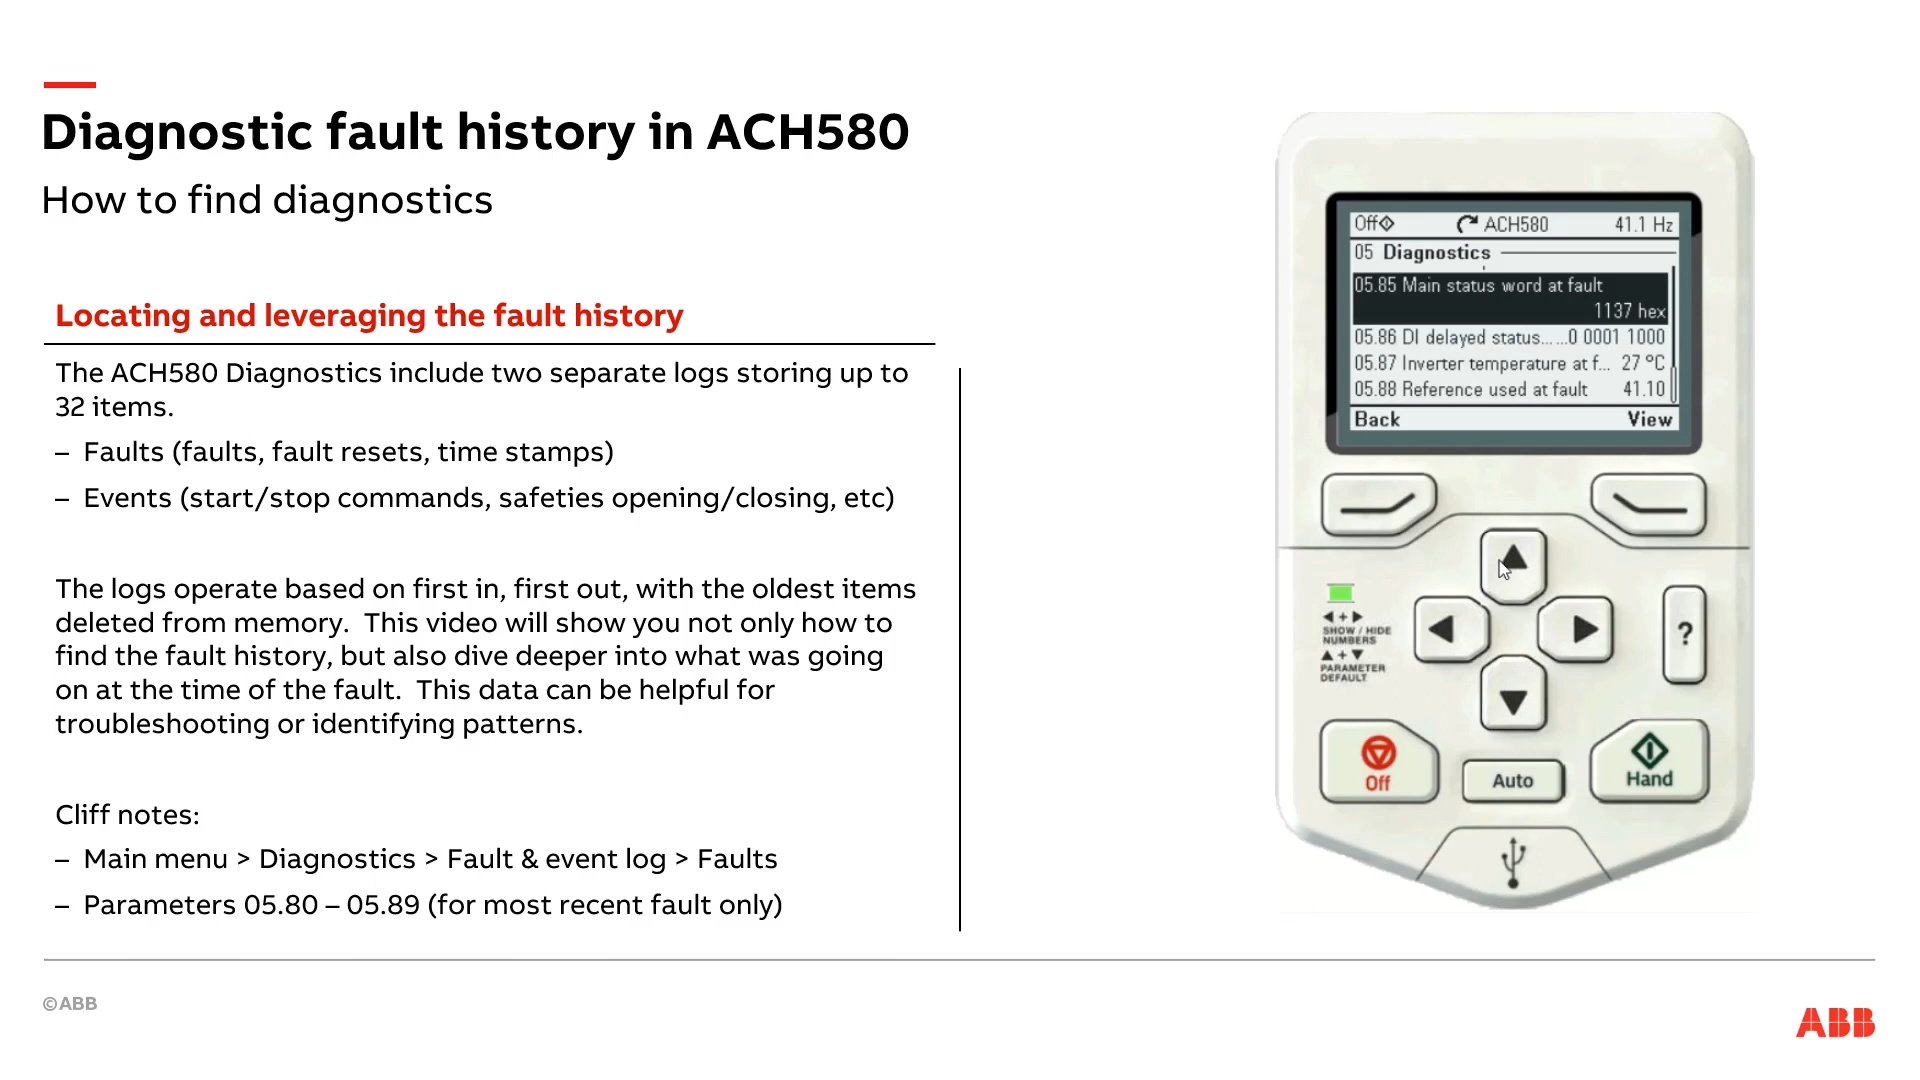 Diagnostic fault history in ACH580
How to find diagnostics
Locating and leveraging the fault history
The ACH580 Diagnostics include two separate logs storing up to
32 items.
– Faults (faults, fault resets, time stamps)
– Events (start/stop commands, safeties opening/closing, etc)
The logs operate based on first in, first out, with the oldest items
deleted from memory.  This video will show you not only how to
find the fault history, but also dive deeper into what was going
on at the time of the fault.  This data can be helpful for
troubleshooting or identifying patterns.
Cliff notes:
– Main menu > Diagnostics > Fault & event log > Faults
– Parameters 05.80 – 05.89 (for most recent fault only)
Off ACH580 41.1 Hz
05 Diagnostics
05.85 Main status word at fault
1137 hex
05.86 DI delayed status......0 0001 1000
05.87 Inverter temperature at f... 27 °C
05.88 Reference used at fault 41.10
Back View
◀ + ▶
SHOW / HIDE
NUMBERS
▲ + ▼
PARAMETER
DEFAULT
?
Off
Auto
Hand
©ABB
ABB